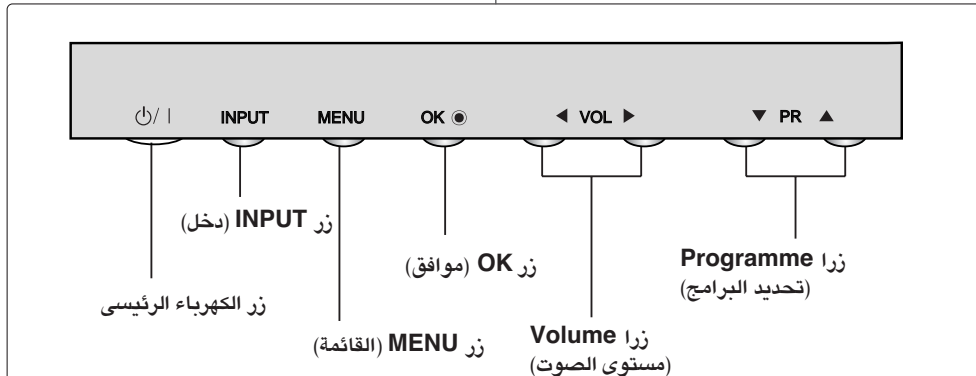 ⏻/ I INPUT MENU OK ◉ ◀ VOL ▶ ▼ PR ▲
زر INPUT (دخل)
زر OK (موافق)
زرا Programme
(تحديد البرامج)
زر الكهرباء الرئيسى
زر MENU (القائمة)
زرا Volume
(مستوى الصوت)